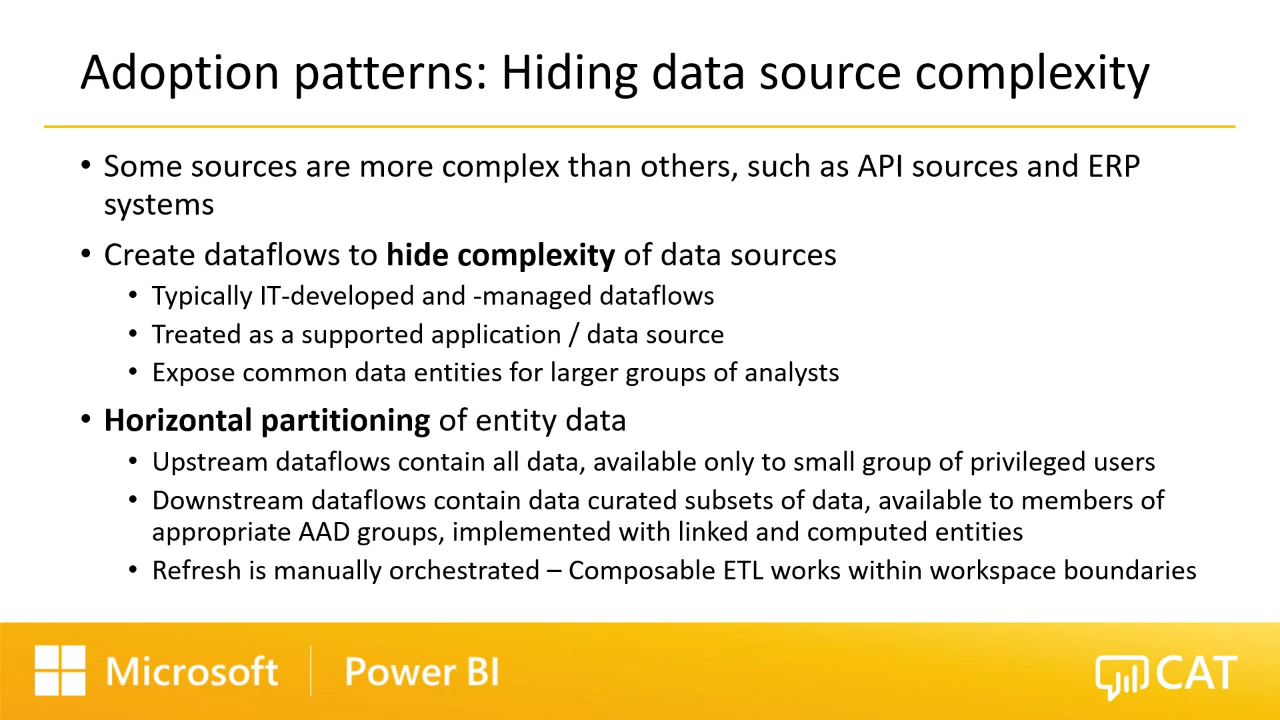 Adoption patterns: Hiding data source complexity
• Some sources are more complex than others, such as API sources and ERP
systems
• Create dataflows to hide complexity of data sources
• Typically IT-developed and -managed dataflows
• Treated as a supported application / data source
• Expose common data entities for larger groups of analysts
• Horizontal partitioning of entity data
• Upstream dataflows contain all data, available only to small group of privileged users
• Downstream dataflows contain data curated subsets of data, available to members of
appropriate AAD groups, implemented with linked and computed entities
• Refresh is manually orchestrated – Composable ETL works within workspace boundaries
Microsoft Power BI CAT